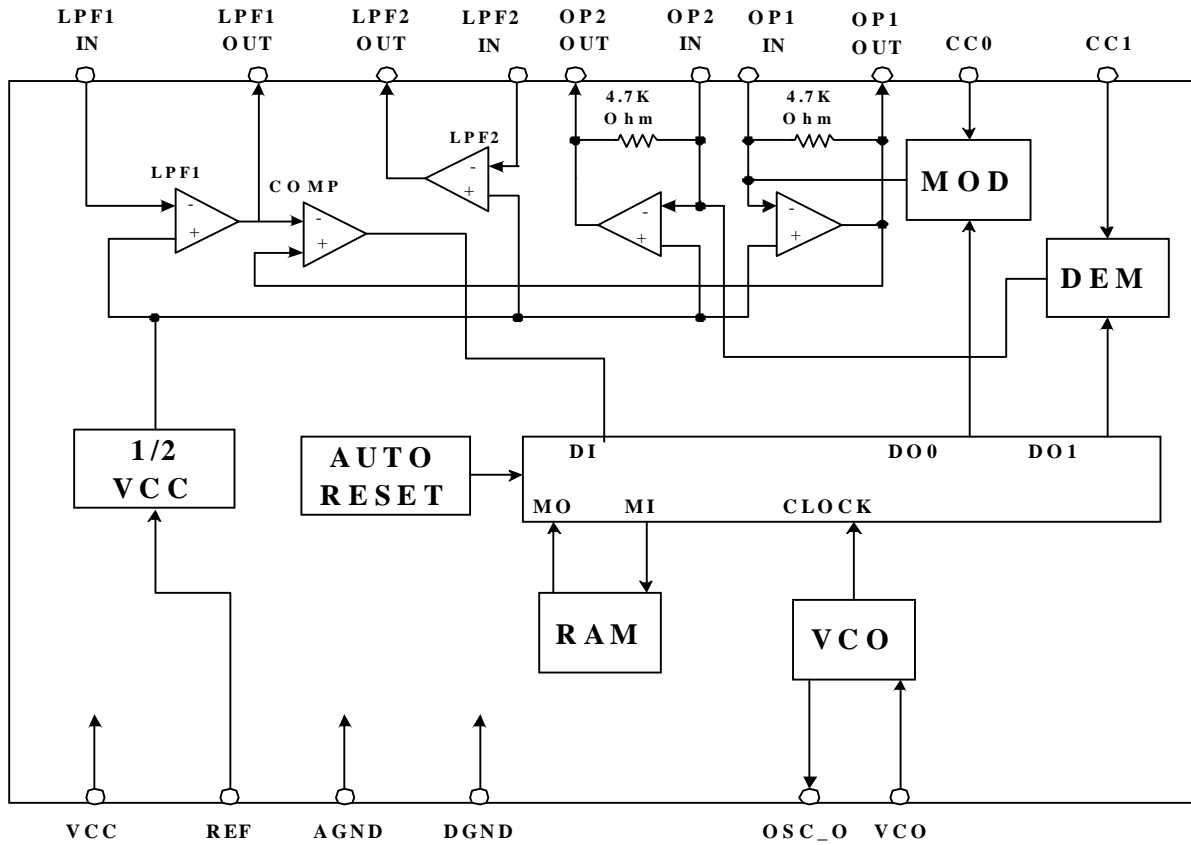 LPF1
IN
LPF1
OUT
LPF2
OUT
LPF2
IN
OP2
OUT
OP2
IN
OP1
IN
OP1
OUT
CC0
CC1
4.7K
Ohm
4.7K
Ohm
LPF2
LPF1
COMP
-
+
-
+
-
+
-
+
-
+
MOD
DEM
1/2
VCC
AUTO
RESET
DI
DO0
DO1
MO
MI
CLOCK
RAM
VCO
VCC
REF
AGND
DGND
OSC_O
VCO